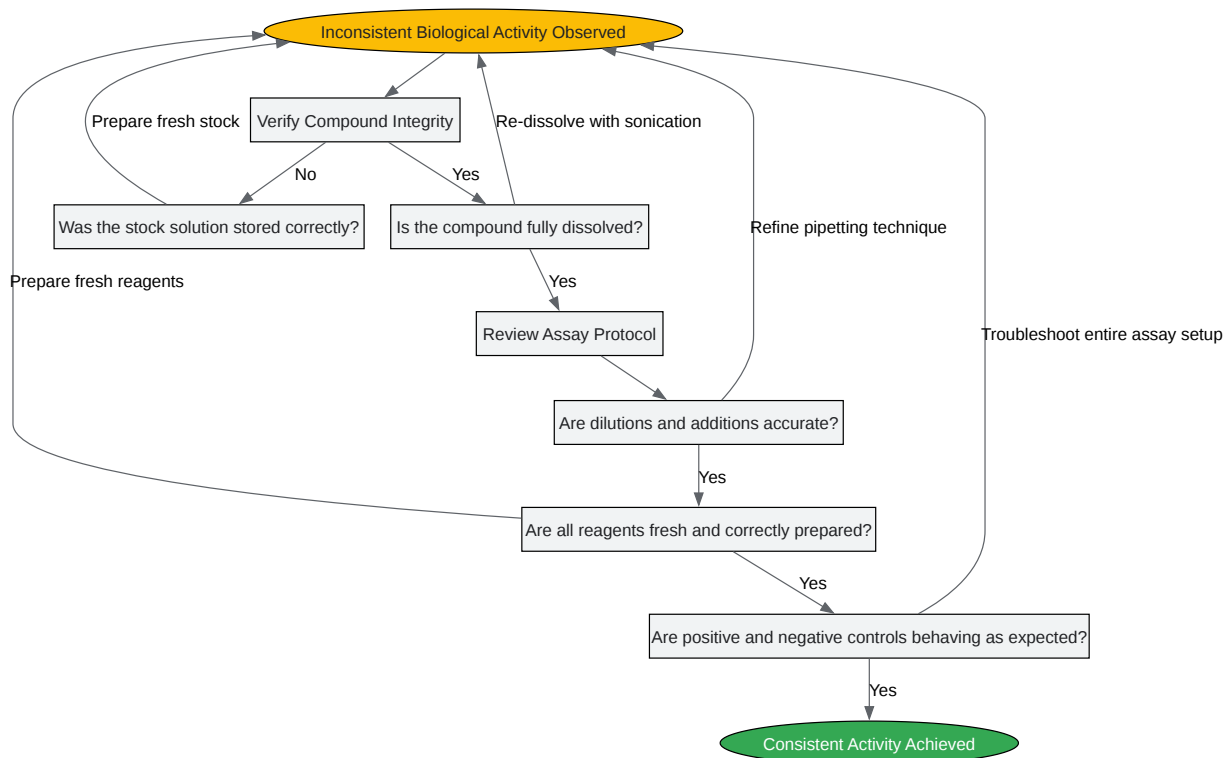 Inconsistent Biological Activity Observed
Prepare fresh stock
Verify Compound Integrity
Re-dissolve with sonication
No
Yes
Was the stock solution stored correctly?
Is the compound fully dissolved?
Refine pipetting technique
Prepare fresh reagents
Yes
Review Assay Protocol
Troubleshoot entire assay setup
Are dilutions and additions accurate?
Yes
Are all reagents fresh and correctly prepared?
Yes
Are positive and negative controls behaving as expected?
Yes
Consistent Activity Achieved